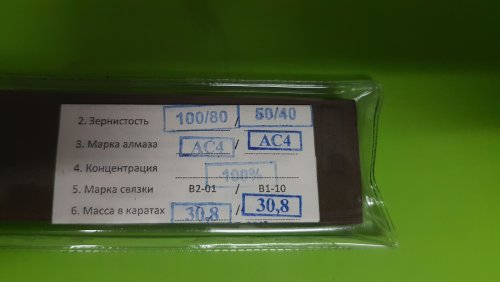 2. Зернистость 100/80 / 50/40
3. Марка алмаза АС4 / АС4
4. Концентрация 100%
5. Марка связки В2-01 / В1-10
6. Масса в каратах 30,8 / 30,8